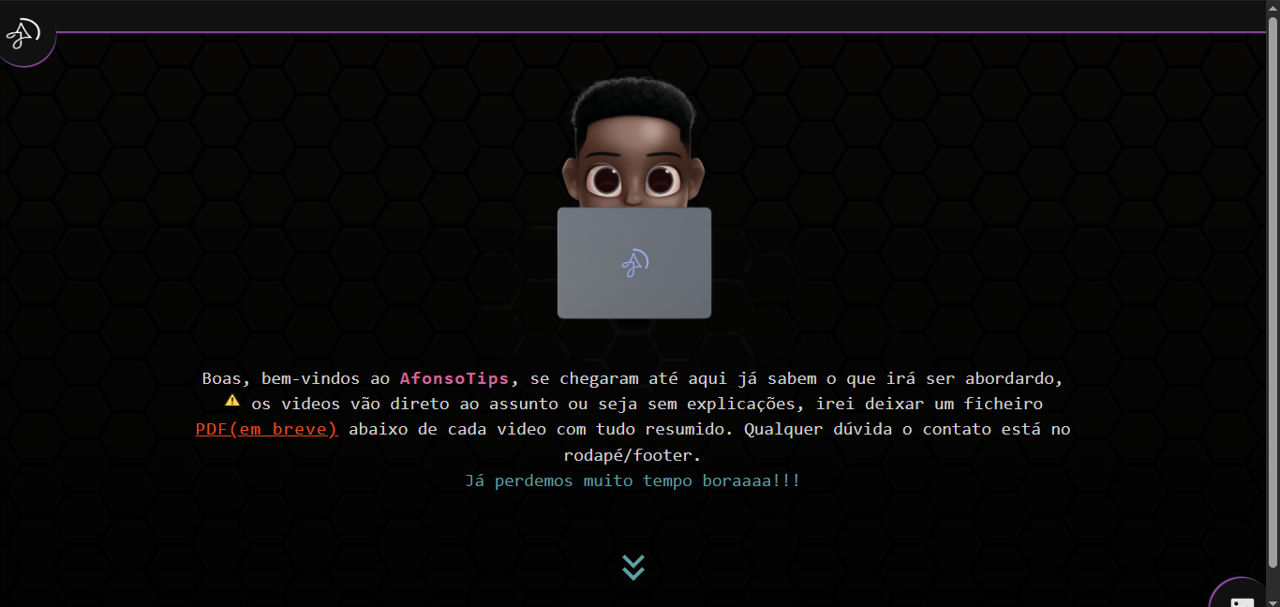 Boas, bem-vindos ao AfonsoTips, se chegaram até aqui já sabem o que irá ser abordardo,
⚠ os videos vão direto ao assunto ou seja sem explicações, irei deixar um ficheiro
PDF(em breve) abaixo de cada video com tudo resumido. Qualquer dúvida o contato está no
rodapé/footer.
Já perdemos muito tempo boraaaa!!!